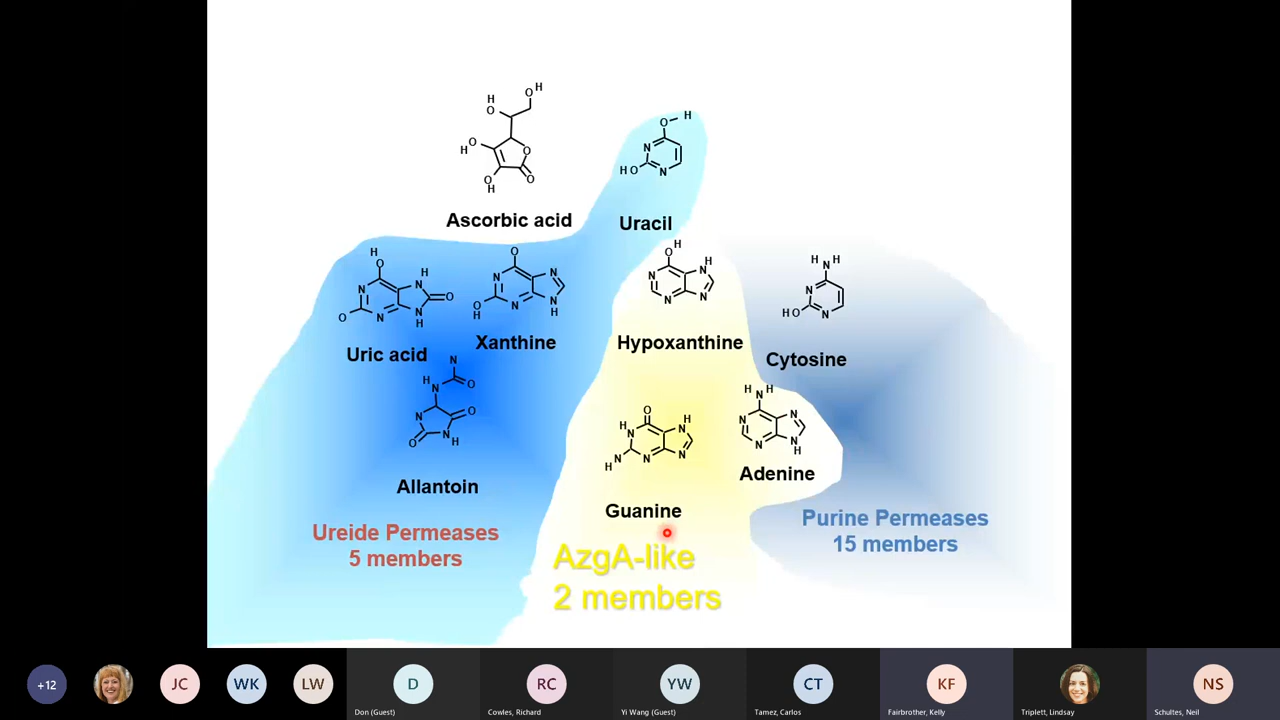 Ascorbic acid
Uracil
Uric acid
Xanthine
Hypoxanthine
Cytosine
Allantoin
Guanine
Adenine
Ureide Permeases
5 members
AzgA-like
2 members
Purine Permeases
15 members
+12
JC
WK
LW
D
Don (Guest)
RC
Cowles, Richard
YW
Yi Wang (Guest)
CT
Tamez, Carlos
KF
Fairbrother, Kelly
Triplett, Lindsay
NS
Schultes, Neil